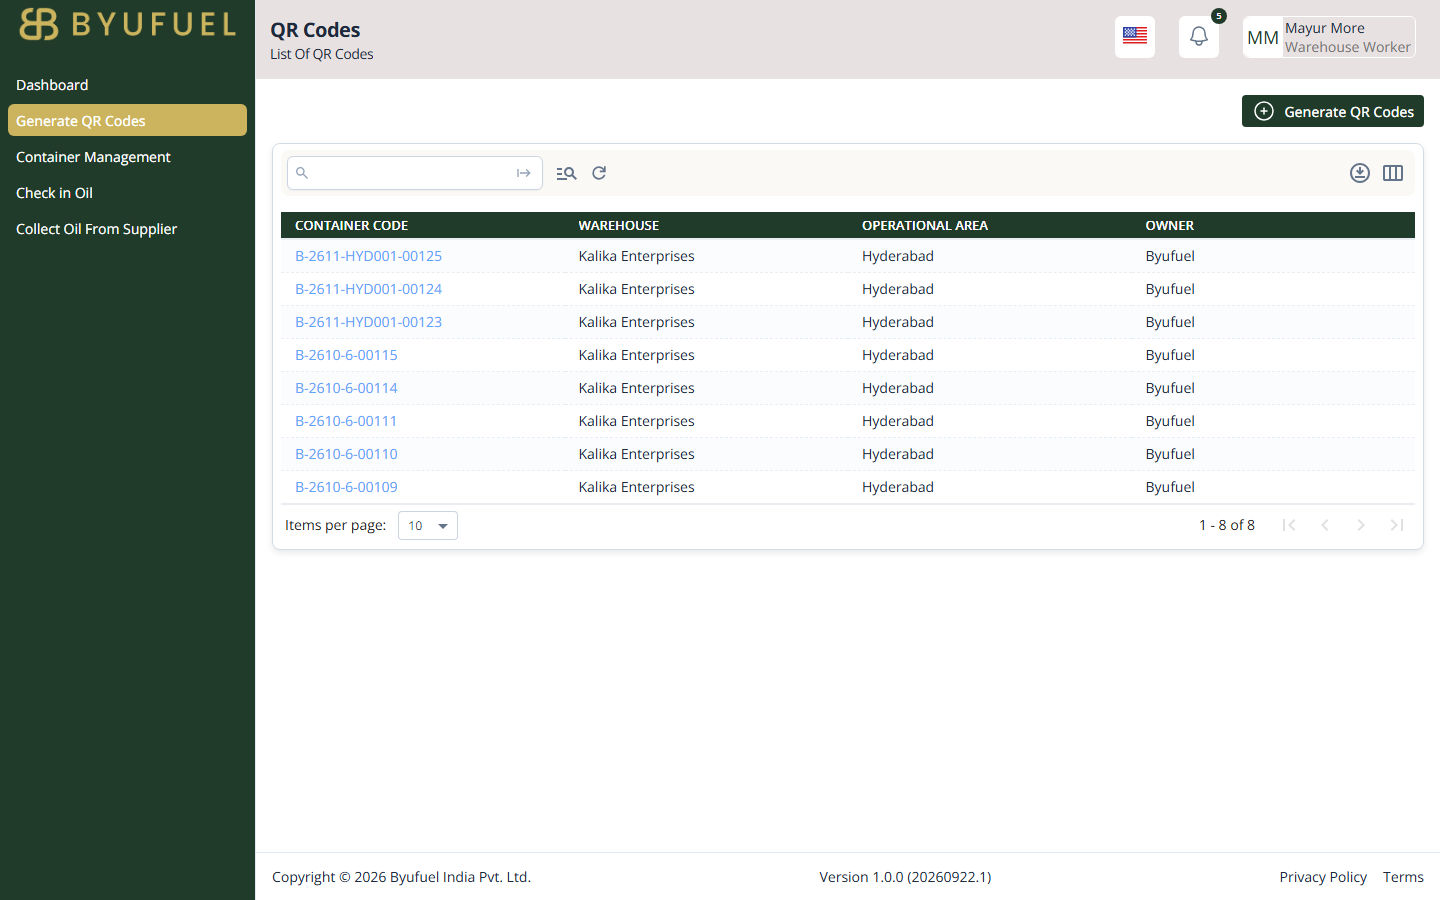 BYUFUEL
QR Codes
List Of QR Codes
5
MM
Mayur More
Warehouse Worker
Dashboard
Generate QR Codes
Container Management
Check in Oil
Collect Oil From Supplier
Generate QR Codes
CONTAINER CODE WAREHOUSE OPERATIONAL AREA OWNER
B-2611-HYD001-00125 Kalika Enterprises Hyderabad Byufuel
B-2611-HYD001-00124 Kalika Enterprises Hyderabad Byufuel
B-2611-HYD001-00123 Kalika Enterprises Hyderabad Byufuel
B-2610-6-00115 Kalika Enterprises Hyderabad Byufuel
B-2610-6-00114 Kalika Enterprises Hyderabad Byufuel
B-2610-6-00111 Kalika Enterprises Hyderabad Byufuel
B-2610-6-00110 Kalika Enterprises Hyderabad Byufuel
B-2610-6-00109 Kalika Enterprises Hyderabad Byufuel
Items per page: 10 1 - 8 of 8
Copyright © 2026 Byufuel India Pvt. Ltd. Version 1.0.0 (20260922.1) Privacy Policy Terms